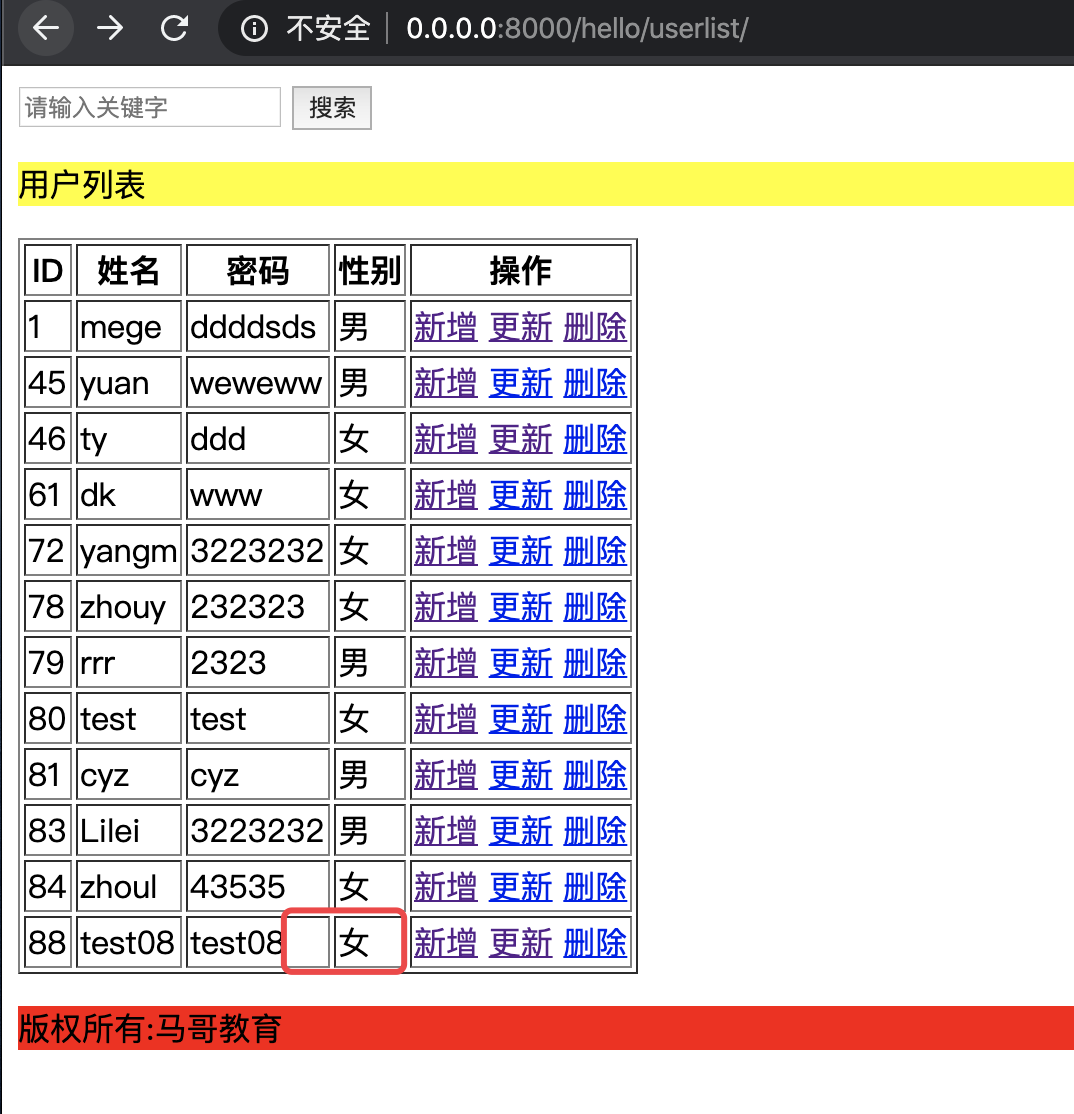 不安全 0.0.0.0:8000/hello/userlist/
请输入关键字 搜索
用户列表
ID 姓名 密码 性别 操作
1 mege ddddsds 男 新增 更新 删除
45 yuan weweww 男 新增 更新 删除
46 ty ddd 女 新增 更新 删除
61 dk www 女 新增 更新 删除
72 yangm 3223232 女 新增 更新 删除
78 zhouy 232323 女 新增 更新 删除
79 rrr 2323 男 新增 更新 删除
80 test test 女 新增 更新 删除
81 cyz cyz 男 新增 更新 删除
83 Lilei 3223232 男 新增 更新 删除
84 zhoul 43535 女 新增 更新 删除
88 test08 test08 女 新增 更新 删除
版权所有:马哥教育